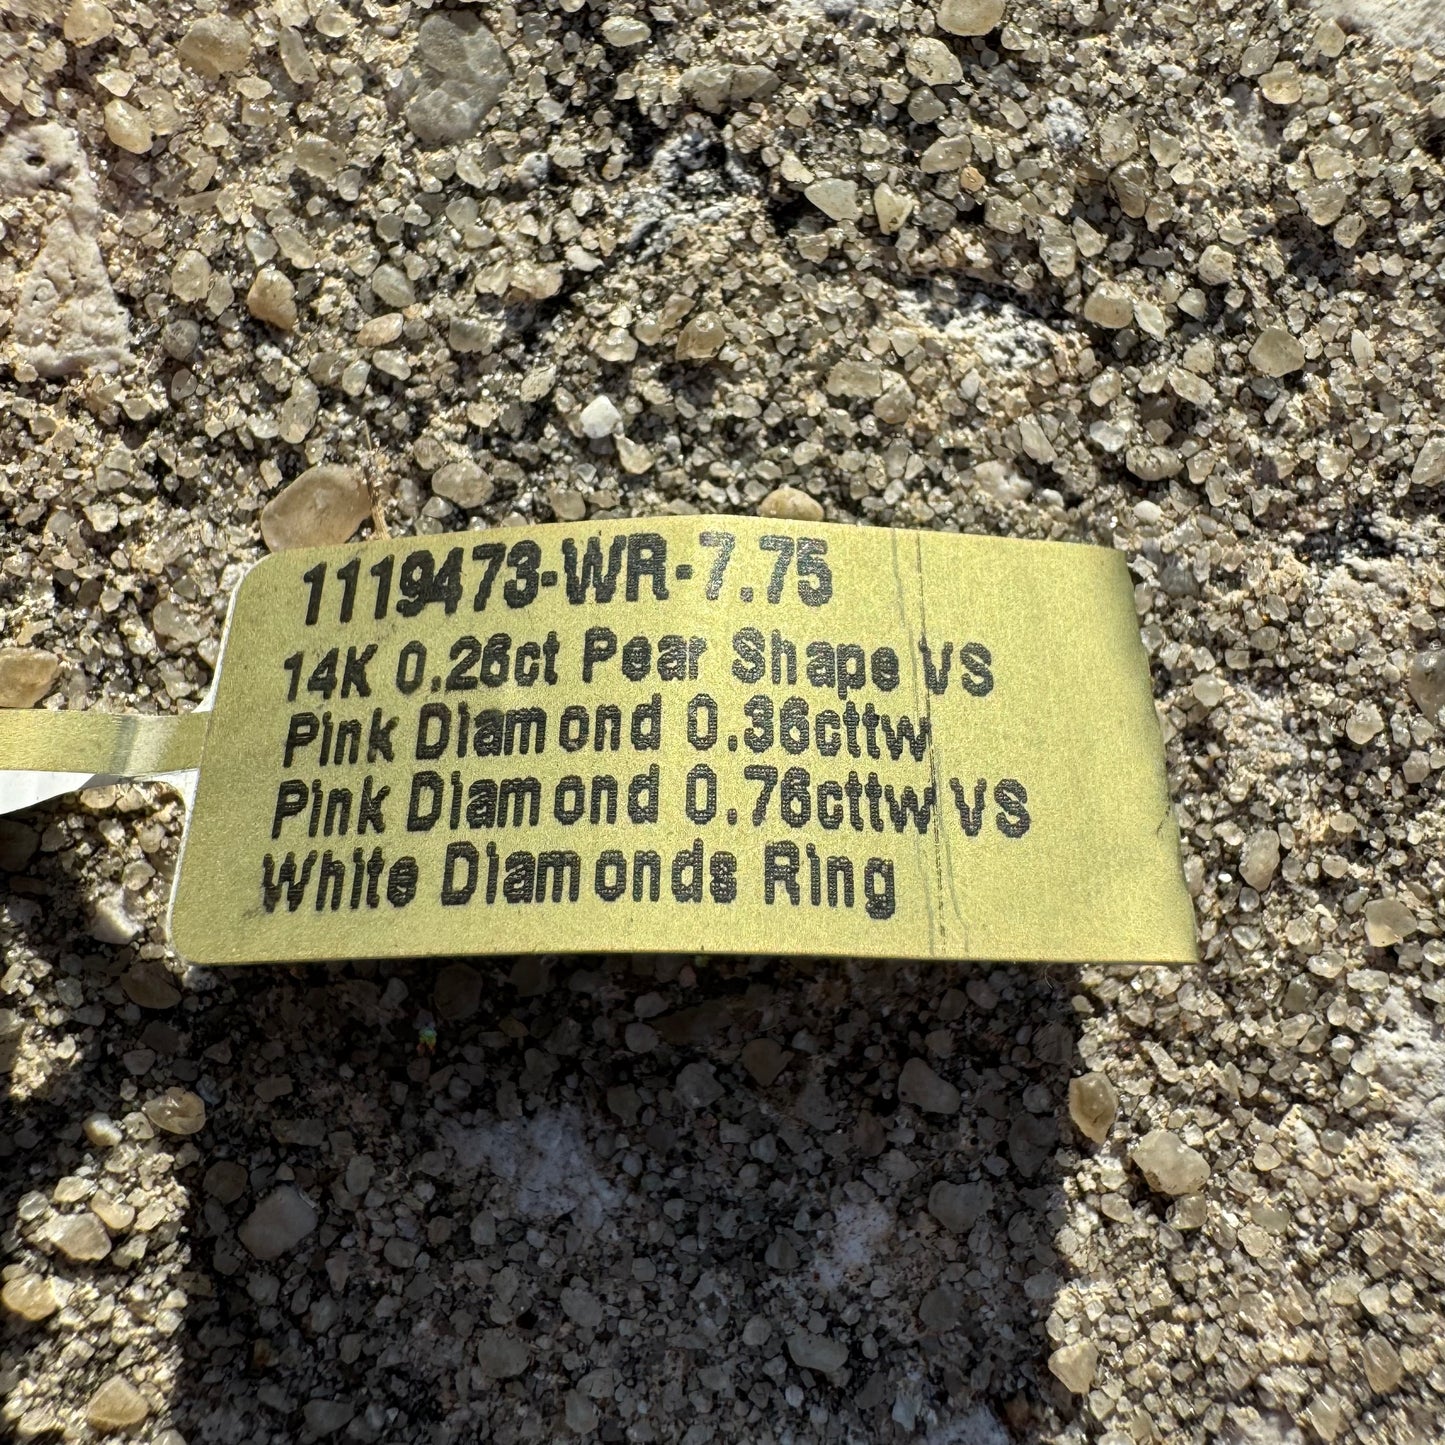 1119473-WR-7.75
14K 0.26ct Pear Shape VS
Pink Diamond 0.36cttw
Pink Diamond 0.76cttw VS
White Diamonds Ring